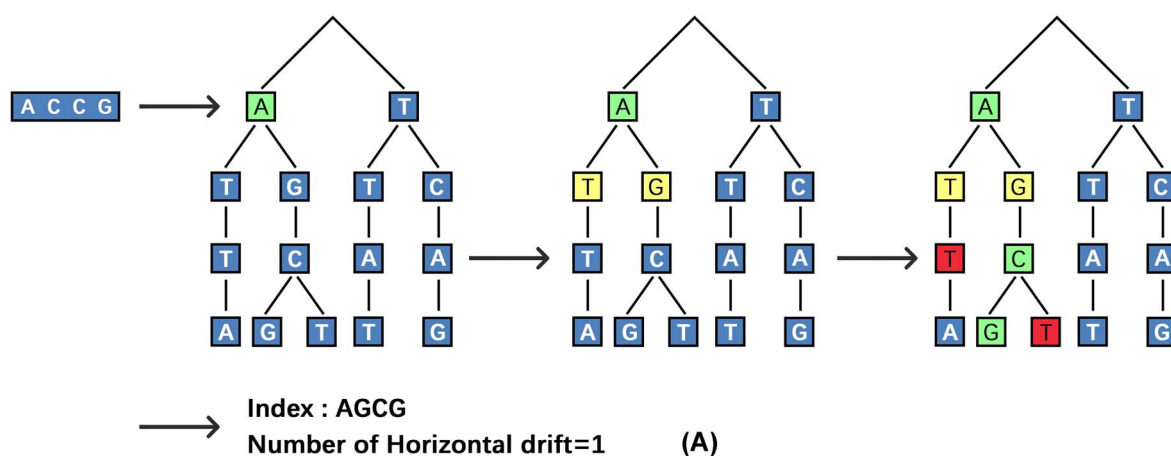 A T A T A T
A C C G
T G T C T G T C T G T C
T C A A T C A A T C A A
A G T T G A G T T G A G T T G
Index : AGCG
Number of Horizontal drift=1 (A)